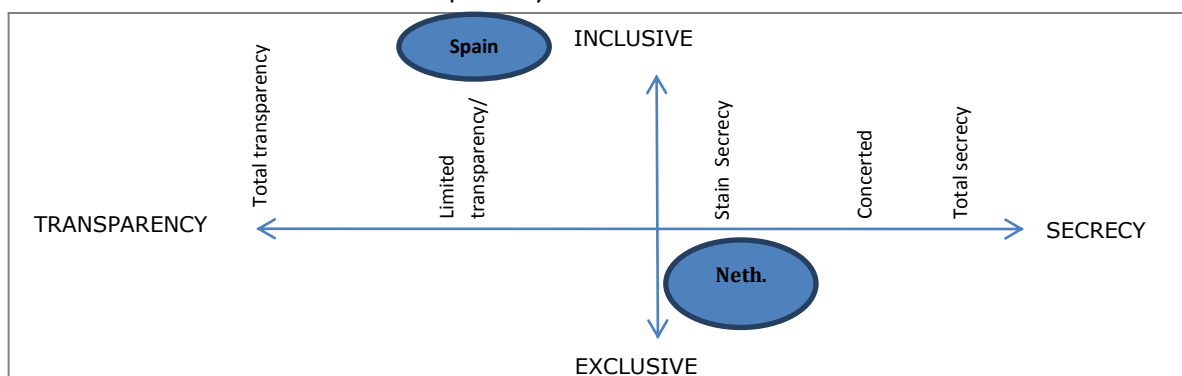 Spain
INCLUSIVE
Total transparency
Limited
transparency/
Stain Secrecy
Concerted
Total secrecy
TRANSPARENCY
SECRECY
Neth.
EXCLUSIVE